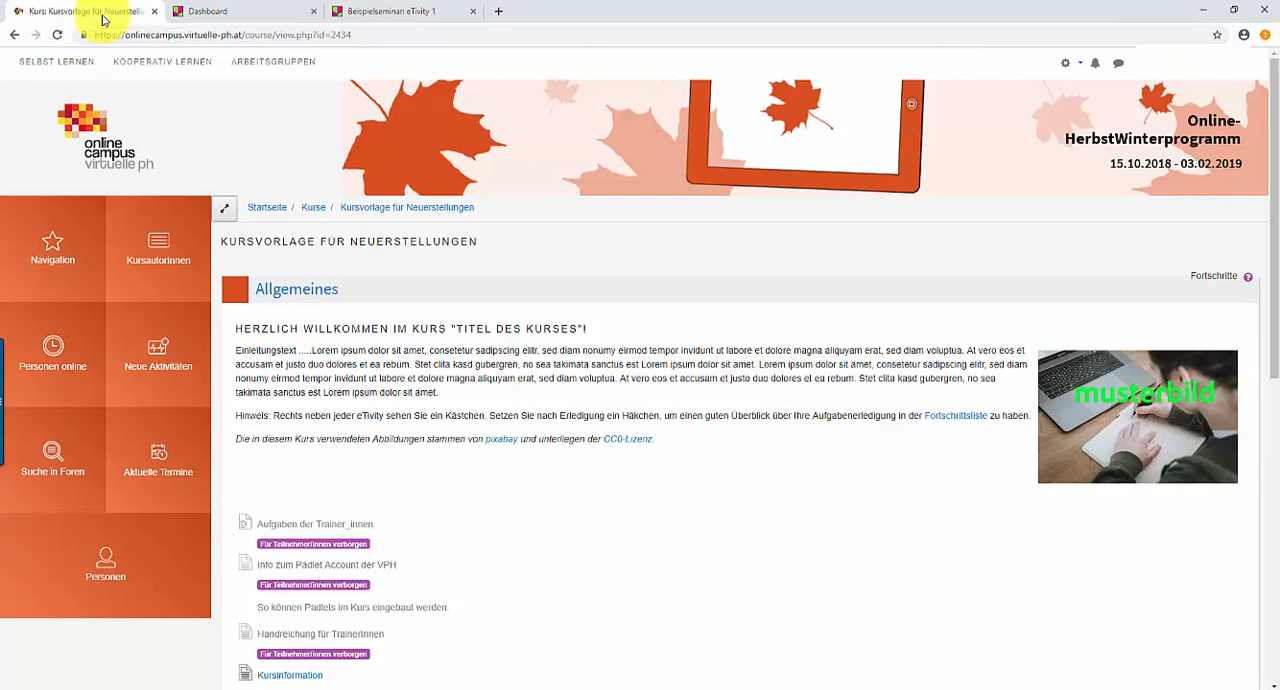 Kurs: Kursvorlage für Neuerstellu
Dashboard
Beispielseminar: eTivity 1
https://onlinecampus.virtuelle-ph.at/course/view.php?id=2434
SELBST LERNEN KOOPERATIV LERNEN ARBEITSGRUPPEN
online
campus
virtuelle ph
Online-
HerbstWinterprogramm
15.10.2018 - 03.02.2019
Startseite / Kurse / Kursvorlage für Neuerstellungen
Navigation
KursautorInnen
Personen online
Neue Aktivitäten
Suche in Foren
Aktuelle Termine
Personen
KURSVORLAGE FÜR NEUERSTELLUNGEN
Fortschritte
Allgemeines
HERZLICH WILLKOMMEN IM KURS "TITEL DES KURSES"!
Einleitungstext .....Lorem ipsum dolor sit amet, consetetur sadipscing elitr, sed diam nonumy eirmod tempor invidunt ut labore et dolore magna aliquyam erat, sed diam voluptua. At vero eos et
accusam et justo duo dolores et ea rebum. Stet clita kasd gubergren, no sea takimata sanctus est Lorem ipsum dolor sit amet. Lorem ipsum dolor sit amet, consetetur sadipscing elitr, sed diam
nonumy eirmod tempor invidunt ut labore et dolore magna aliquyam erat, sed diam voluptua. At vero eos et accusam et justo duo dolores et ea rebum. Stet clita kasd gubergren, no sea
takimata sanctus est Lorem ipsum dolor sit amet.
musterbild
Hinweis: Rechts neben jeder eTivity sehen Sie ein Kästchen. Setzen Sie nach Erledigung ein Häkchen, um einen guten Überblick über Ihre Aufgabenerledigung in der Fortschrittsliste zu haben.
Die in diesem Kurs verwendeten Abbildungen stammen von pixabay und unterliegen der CC0-Lizenz.
Aufgaben der Trainer_innen
Für Teilnehmer/innen verborgen
Info zum Padlet Account der VPH
Für Teilnehmer/innen verborgen
So können Padlets im Kurs eingebaut werden.
Handreichung für TrainerInnen
Für Teilnehmer/innen verborgen
Kursinformation